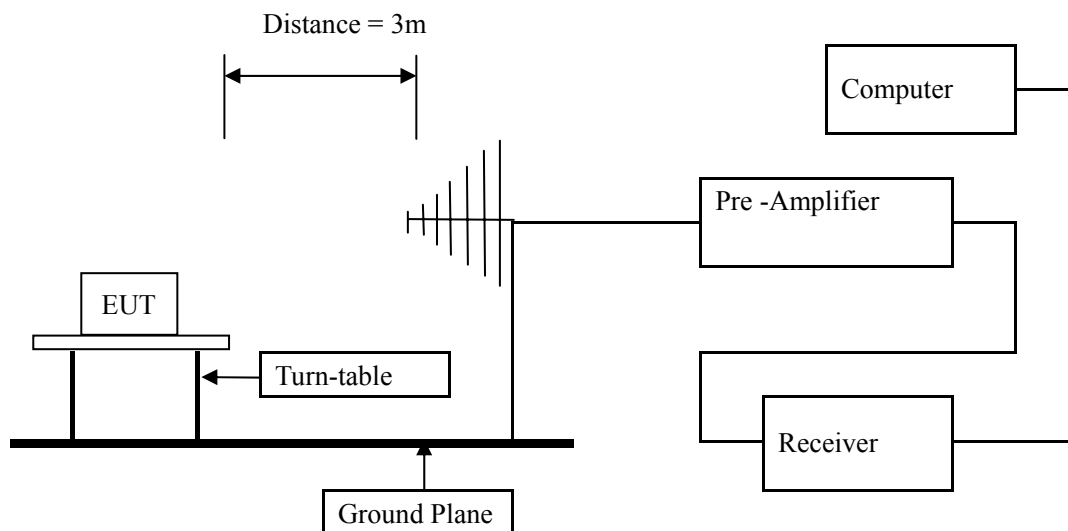 Distance = 3m
Computer
Pre -Amplifier
EUT
Turn-table
Receiver
Ground Plane